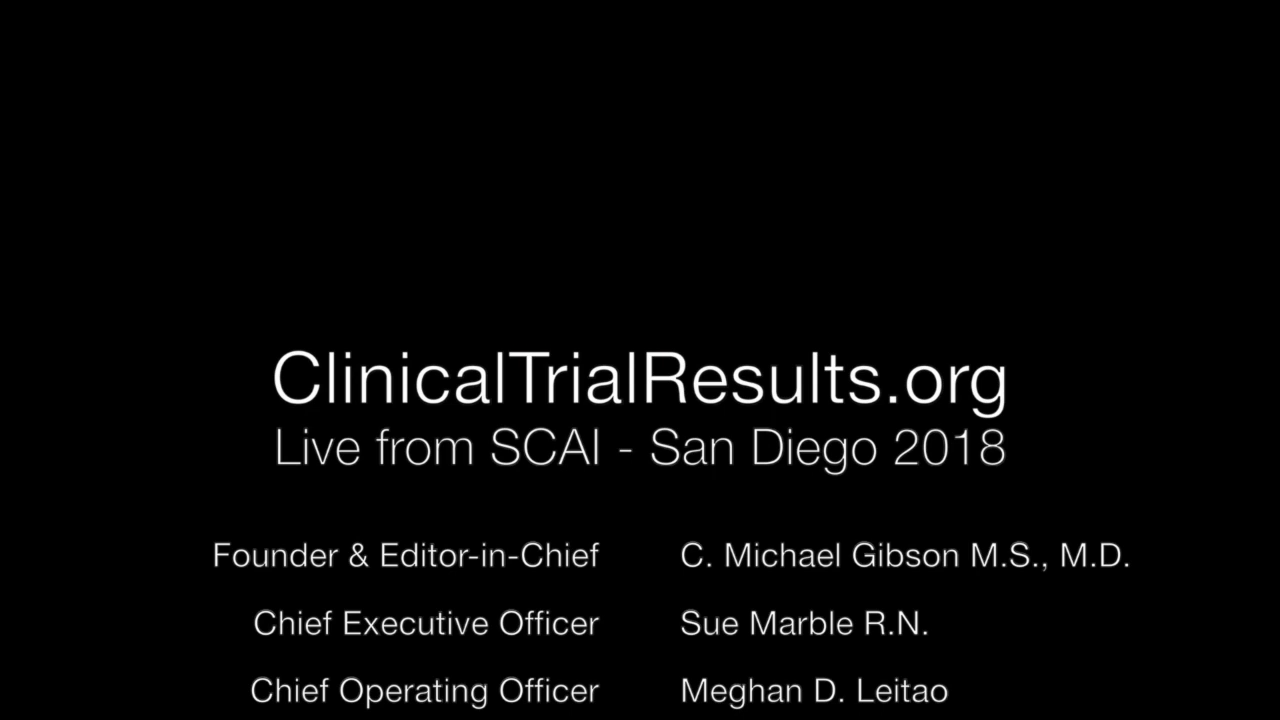 ClinicalTrialResults.org
Live from SCAI - San Diego 2018
Founder & Editor-in-Chief C. Michael Gibson M.S., M.D.
Chief Executive Officer Sue Marble R.N.
Chief Operating Officer Meghan D. Leitao